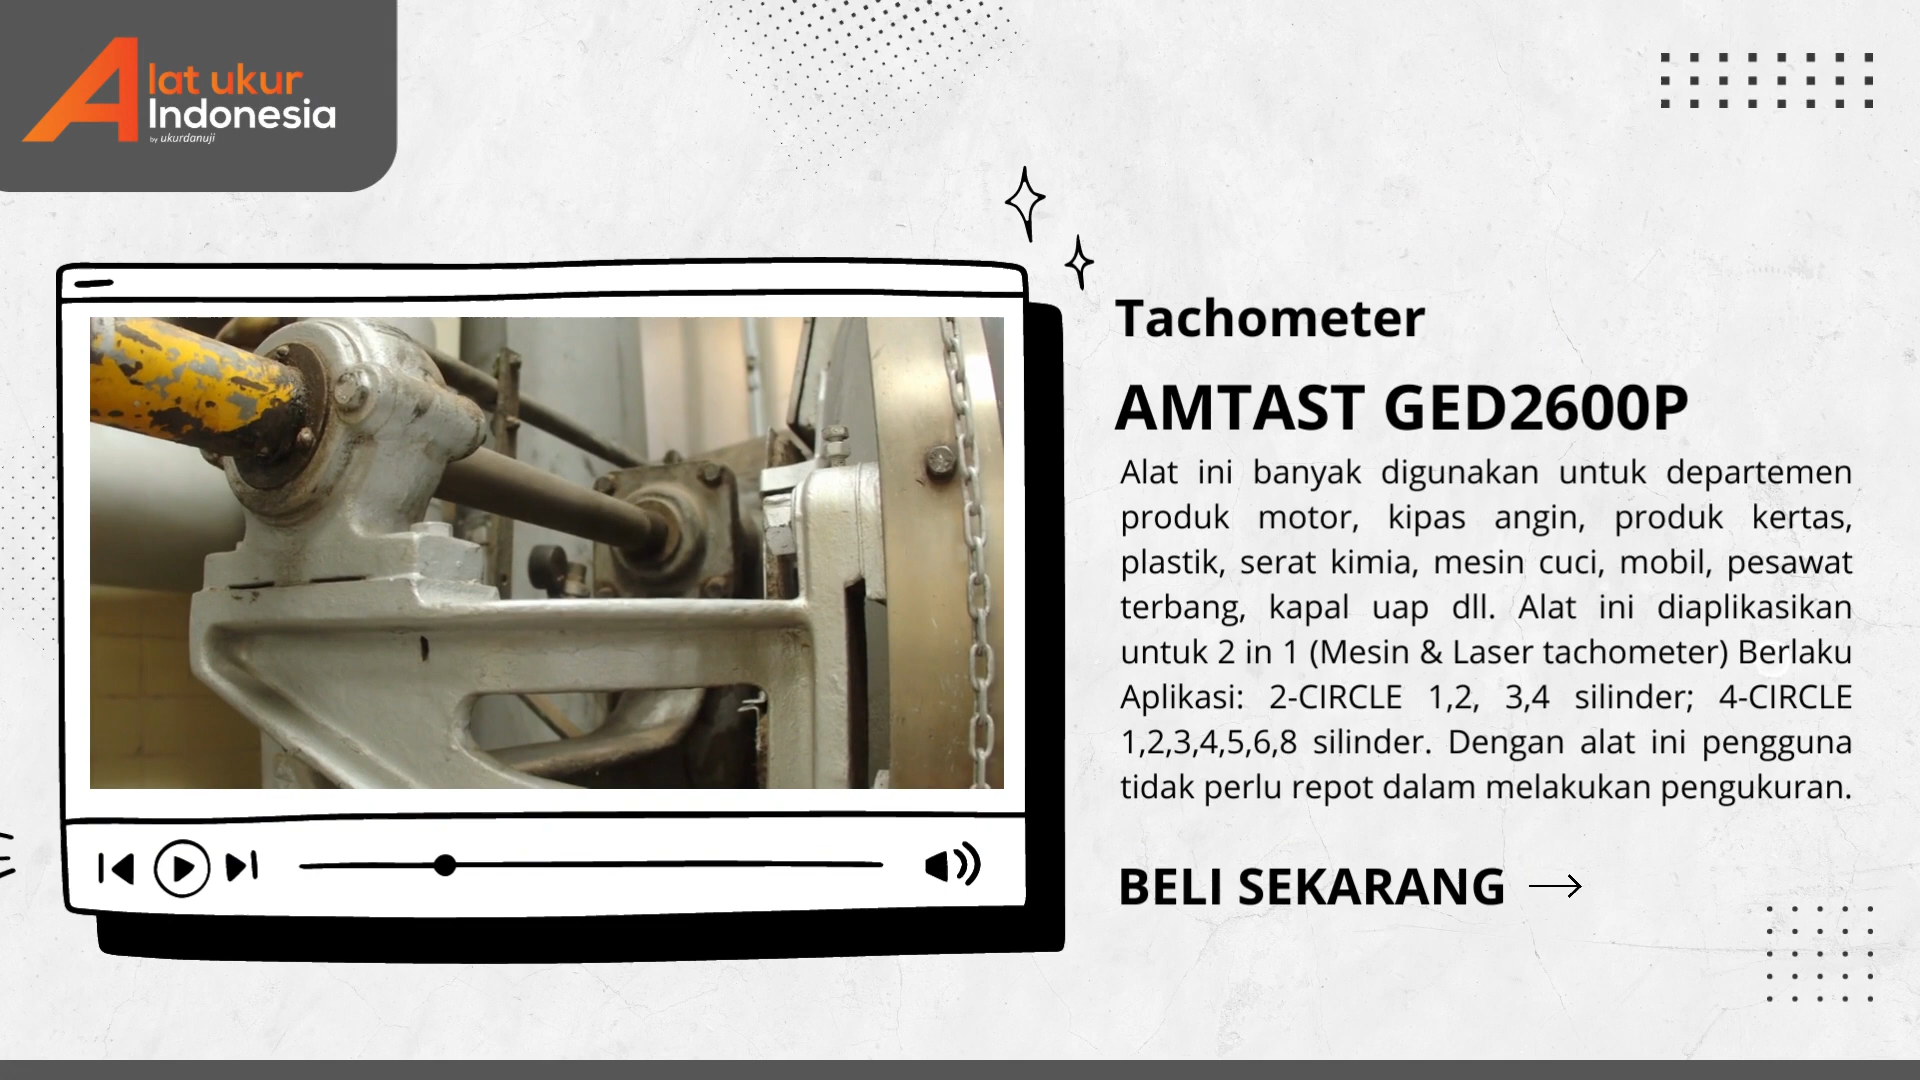 Alat ukur
Indonesia
by ukurdanuji
Tachometer
AMTAST GED2600P
Alat ini banyak digunakan untuk departemen
produk motor, kipas angin, produk kertas,
plastik, serat kimia, mesin cuci, mobil, pesawat
terbang, kapal uap dll. Alat ini diaplikasikan
untuk 2 in 1 (Mesin & Laser tachometer) Berlaku
Aplikasi: 2-CIRCLE 1,2, 3,4 silinder; 4-CIRCLE
1,2,3,4,5,6,8 silinder. Dengan alat ini pengguna
tidak perlu repot dalam melakukan pengukuran.
BELI SEKARANG